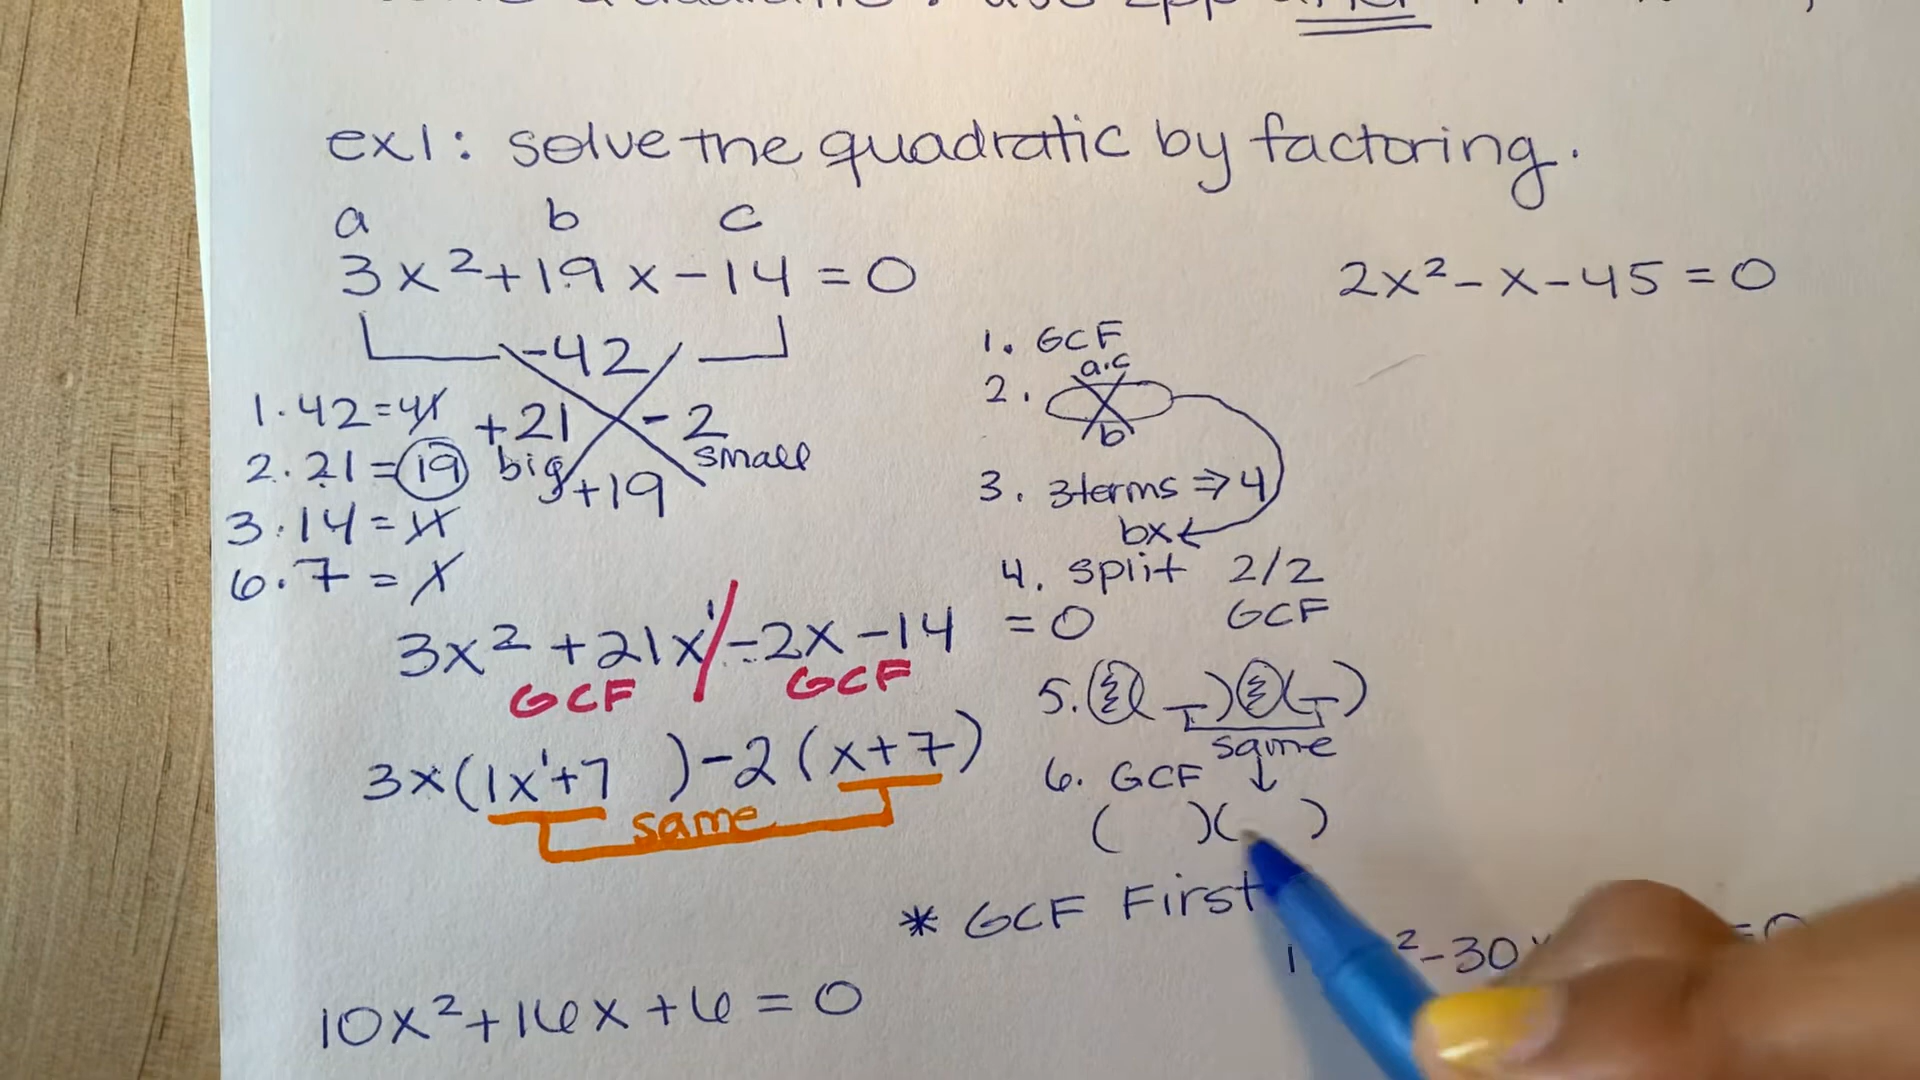 ex1: solve the quadratic by factoring.
a b c
3x²+19x-14=0
-42
1.42=41
2.21=19
3.14=11
6.7=1
+21 -2
big small
+19
3x²+21x-2x-14=0
GCF GCF
3x(1x+7)-2(x+7)
same
2x²-x-45=0
1. GCF
2. a.c
b
3. 3terms ⇒ 4
bx
4. split 2/2
GCF
5. ( )( )
same
6. GCF
( )( )
* GCF First
10x²+16x+6=0
²-30